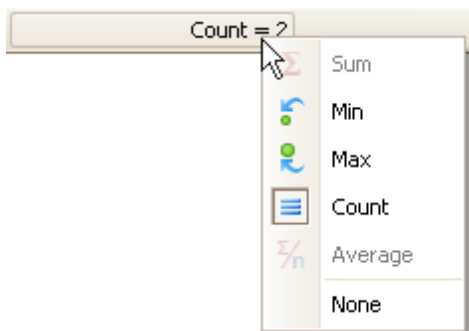 Count = 2
Sum
Min
Max
Count
Average
None